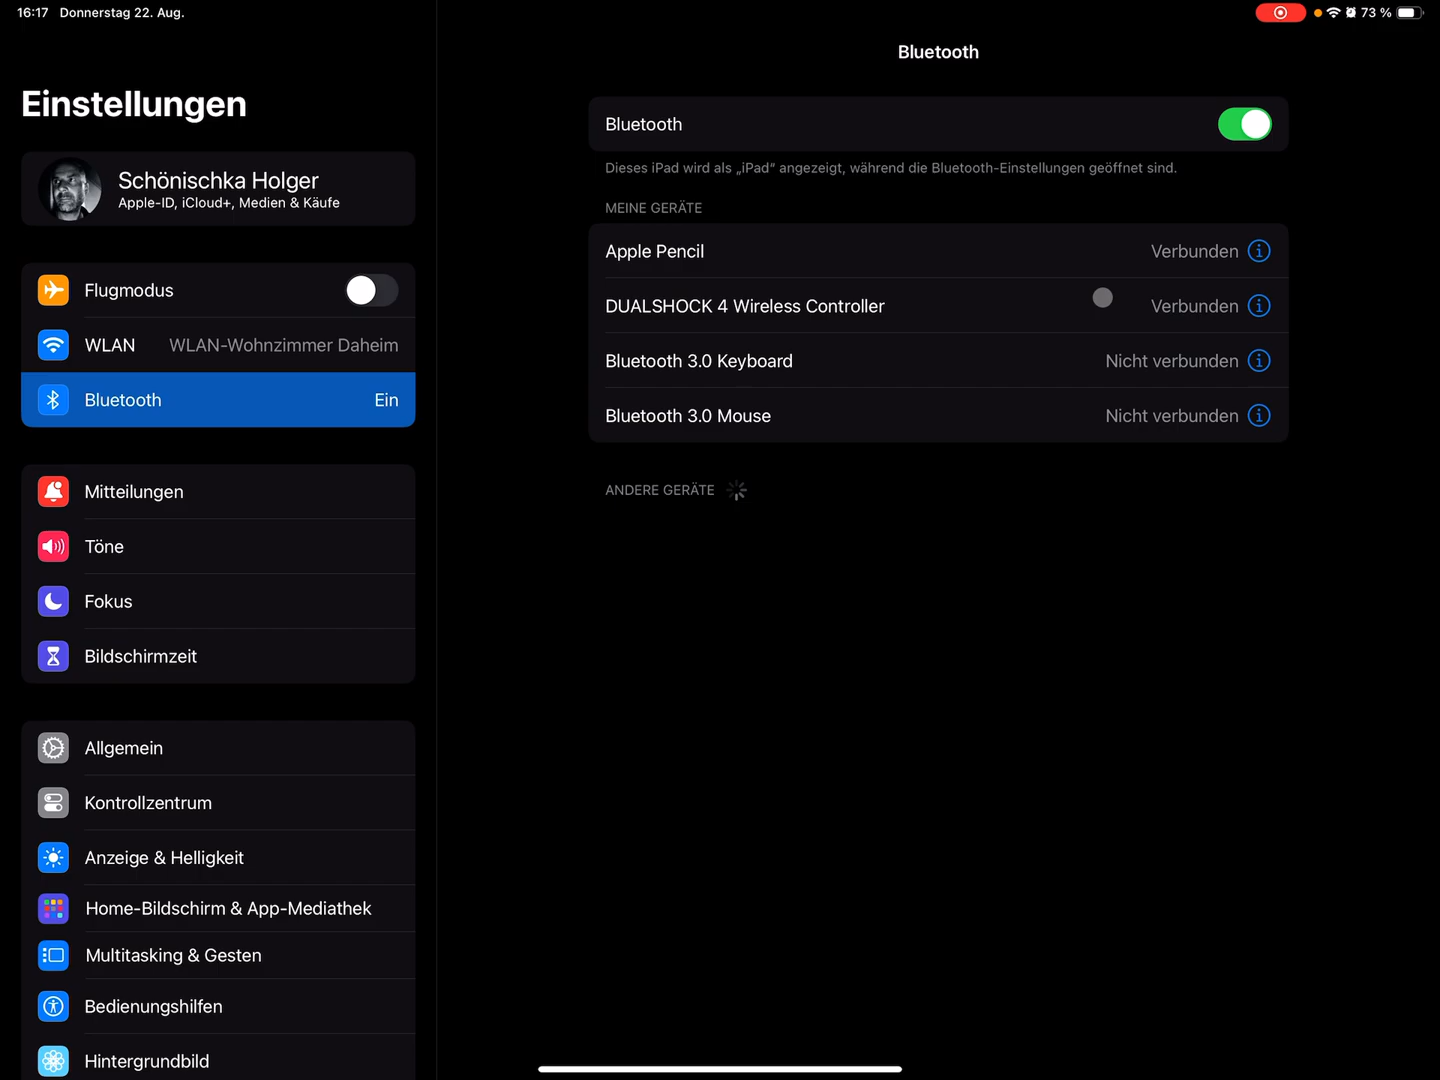 16:17 Donnerstag 22. Aug.
73 %
Einstellungen
Schönischka Holger
Apple-ID, iCloud+, Medien & Käufe
Flugmodus
WLAN WLAN-Wohnzimmer Daheim
Bluetooth Ein
Mitteilungen
Töne
Fokus
Bildschirmzeit
Allgemein
Kontrollzentrum
Anzeige & Helligkeit
Home-Bildschirm & App-Mediathek
Multitasking & Gesten
Bedienungshilfen
Hintergrundbild
Bluetooth
Bluetooth
Dieses iPad wird als „iPad“ angezeigt, während die Bluetooth-Einstellungen geöffnet sind.
MEINE GERÄTE
Apple Pencil Verbunden
DUALSHOCK 4 Wireless Controller Verbunden
Bluetooth 3.0 Keyboard Nicht verbunden
Bluetooth 3.0 Mouse Nicht verbunden
ANDERE GERÄTE